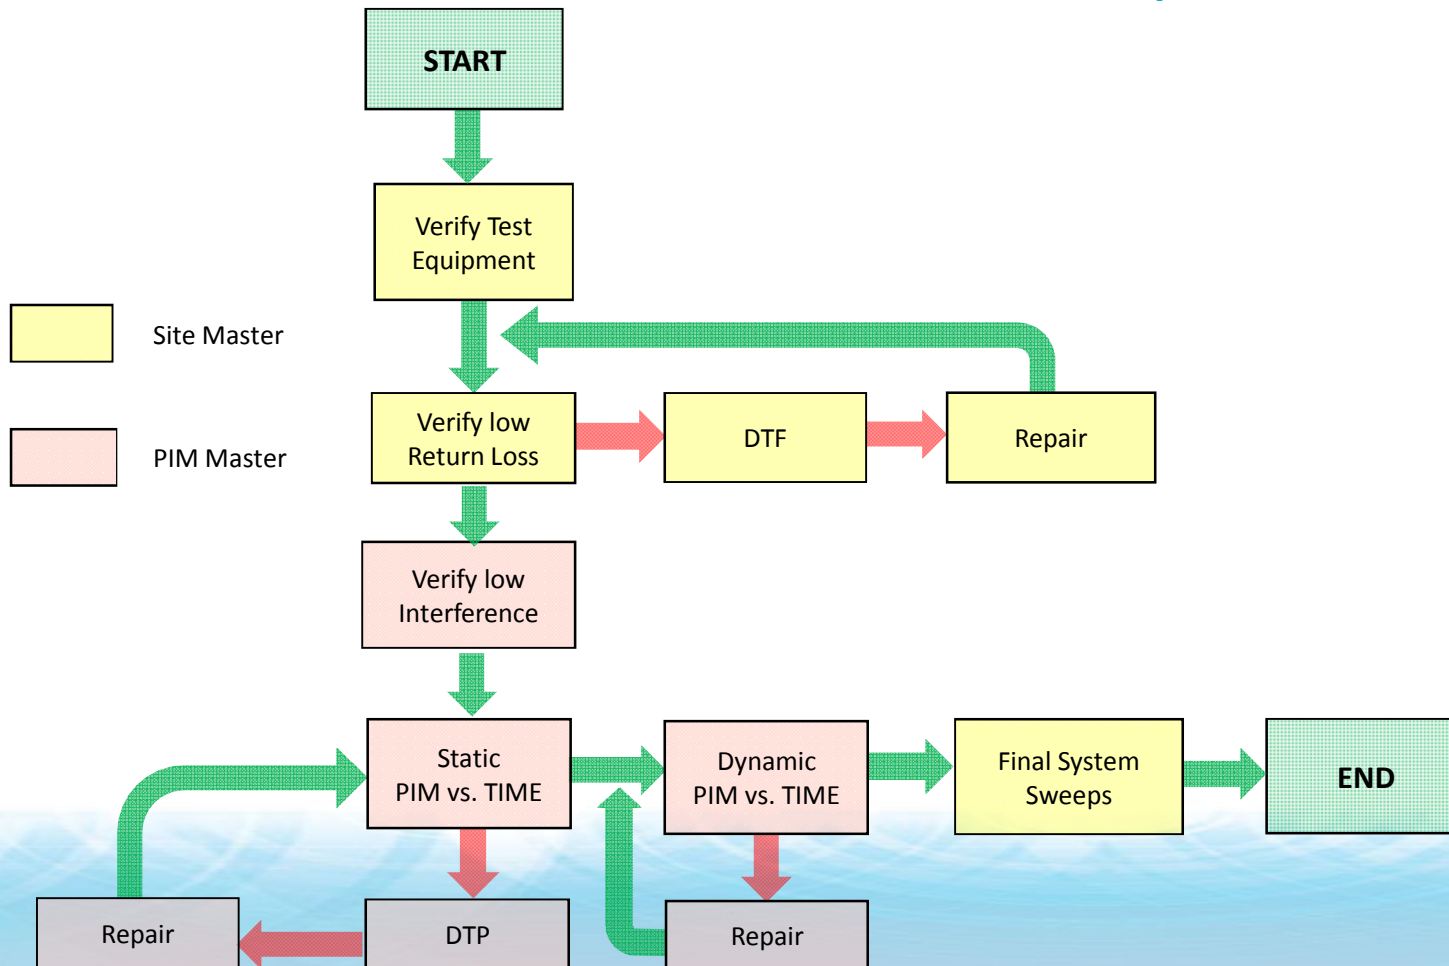 START
Verify Test
Equipment
Site Master
PIM Master
Verify low
Return Loss
DTF
Repair
Verify low
Interference
Static
PIM vs. TIME
Dynamic
PIM vs. TIME
Final System
Sweeps
END
Repair
DTP
Repair